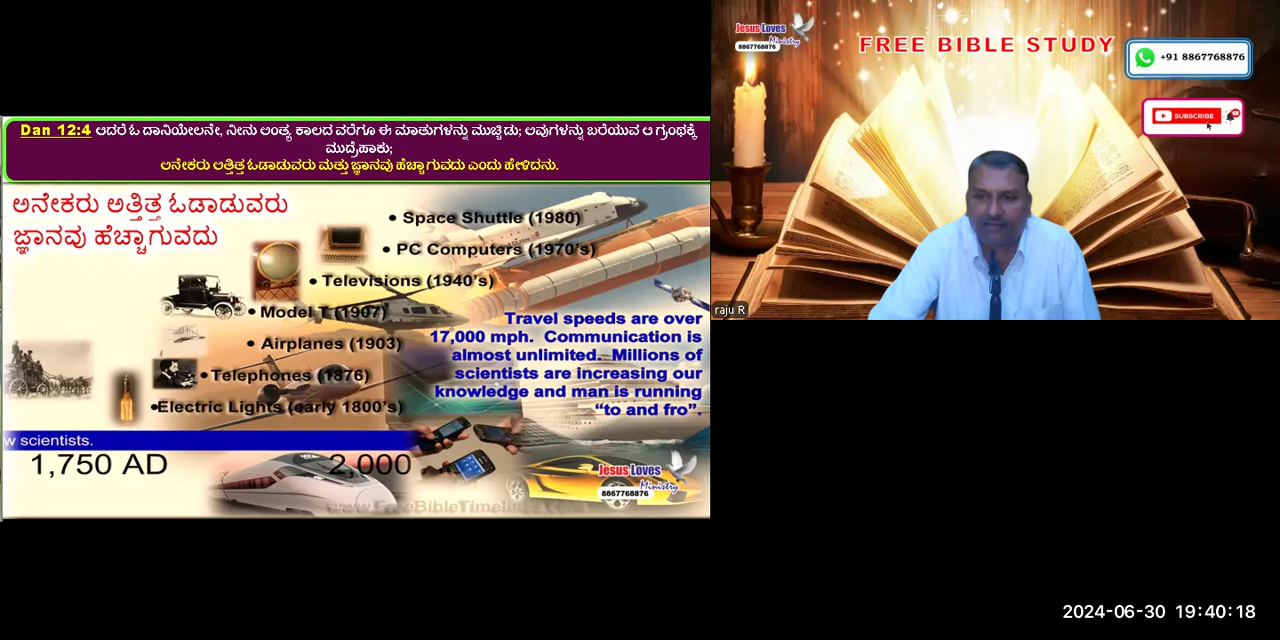 Dan 12:4 ಆದರೆ ಓ ದಾನಿಯೇಲನೇ, ನೀನು ಅಂತ್ಯ ಕಾಲದ ವರೆಗೂ ಈ ಮಾತುಗಳನ್ನು ಮುಚ್ಚಿಡು; ಅವುಗಳನ್ನು ಬರೆಯುವ ಆ ಗ್ರಂಥಕ್ಕೆ
ಮುದ್ರೆಹಾಕು;
ಅನೇಕರು ಅತ್ತಿತ್ತ ಓಡಾಡುವರು ಮತ್ತು ಜ್ಞಾನವು ಹೆಚ್ಚಾಗುವದು ಎಂದು ಹೇಳಿದನು.
ಅನೇಕರು ಅತ್ತಿತ್ತ ಓಡಾಡುವರು
ಜ್ಞಾನವು ಹೆಚ್ಚಾಗುವದು
• Space Shuttle (1980)
• PC Computers (1970's)
• Televisions (1940's)
• Model T (1907)
• Airplanes (1903)
• Telephones (1876)
•Electric Lights (early 1800's)
Travel speeds are over
17,000 mph. Communication is
almost unlimited. Millions of
scientists are increasing our
knowledge and man is running
“to and fro”.
w scientists.
1,750 AD
2,000
Jesus Loves
Ministry
8867768876
www.FreeBibleTimeline.com
Jesus Loves
Ministry
8867768876
FREE BIBLE STUDY
+91 8867768876
SUBSCRIBE
raju R
2024-06-30 19:40:18